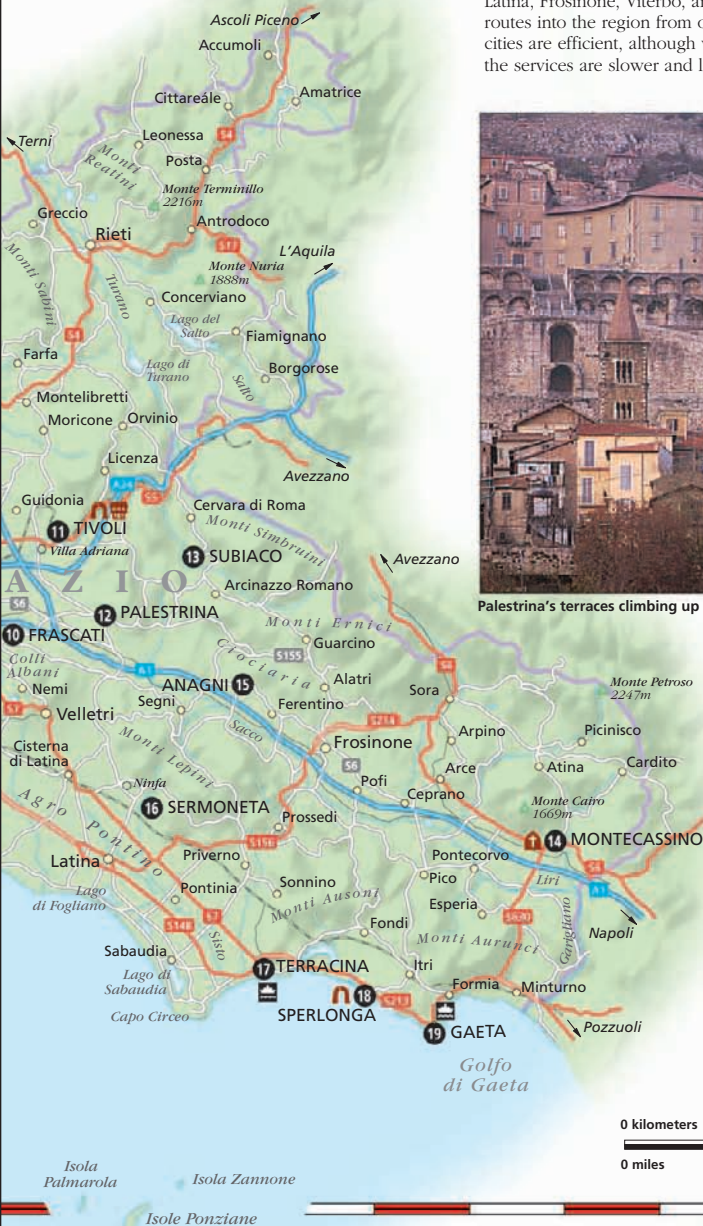 Latina, Frosinone, Viterbo, an
routes into the region from o
cities are efficient, although
the services are slower and l
Ascoli Piceno
Accumoli
Cittareále
Amatrice
S4
Terni
Leonessa
Monti
Reatini
Posta
Monte Terminillo
2216m
Greccio
Rieti
Antrodoco
S17
L'Aquila
Monti Sabini
Turano
Monte Nuria
1888m
Concerviano
Lago del
Salto
Fiamignano
S4
Farfa
Lago di
Turano
Borgorose
Salto
Montelibretti
Moricone
Orvinio
Licenza
Avezzano
A24
S5
Guidonia
Cervara di Roma
11 TIVOLI
Villa Adriana
Monti Simbruini
13 SUBIACO
Avezzano
AZIO
Arcinazzo Romano
S6
12 PALESTRINA
Palestrina's terraces climbing up
10 FRASCATI
Monti Ernici
Guarcino
Colli
Albani
A1
Ciociaria
S155
Nemi
ANAGNI 15
Alatri
Sora
Monte Petroso
2247m
S7
Velletri
Segni
Ferentino
S214
Sacco
Arpino
Picinisco
Cisterna
di Latina
Monti Lepini
Frosinone
S6
Arce
Atina
Cardito
Ninfa
Pofi
Ceprano
16 SERMONETA
Monte Cairo
1669m
Agro Pontino
Prossedi
S156
14 MONTECASSINO
Latina
Priverno
Pontecorvo
S6
Pico
Liri
A1
Lago
di Fogliano
Pontinia
Sonnino
Monti Ausoni
Esperia
S148
S7
S630
Garigliano
Napoli
Sisto
Fondi
Monti Aurunci
Sabaudia
17 TERRACINA
Itri
Lago di
Sabaudia
Formia
Minturno
Capo Circeo
18
SPERLONGA
S213
19 GAETA
Pozzuoli
Golfo
di Gaeta
0 kilometers
0 miles
Isola
Palmarola
Isola Zannone
Isole Ponziane